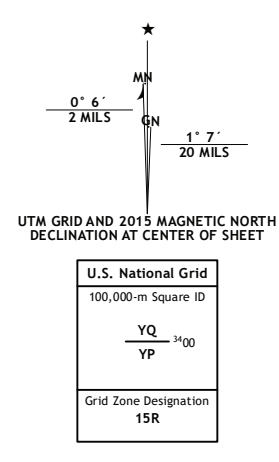 MN
0° 6´
2 MILS
GN
1° 7´
20 MILS
UTM GRID AND 2015 MAGNETIC NORTH
DECLINATION AT CENTER OF SHEET
U.S. National Grid
100,000-m Square ID
YQ
3400
YP
Grid Zone Designation
15R